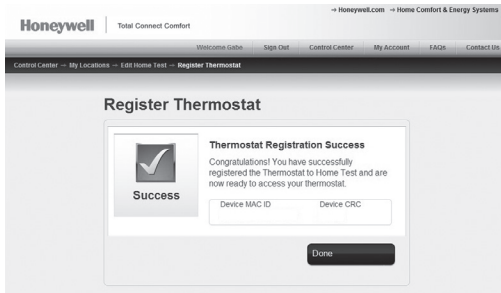 → Honeywell.com → Home Comfort & Energy Systems
Honeywell
Total Connect Comfort
Welcome Gabe Sign Out Control Center My Account FAQs Contact Us
Control Center → My Locations → Edit Home Test → Register Thermostat
Register Thermostat
Thermostat Registration Success
Congratulations! You have successfully
registered the Thermostat to Home Test and are
now ready to access your thermostat.
Success
Device MAC ID Device CRC
Done